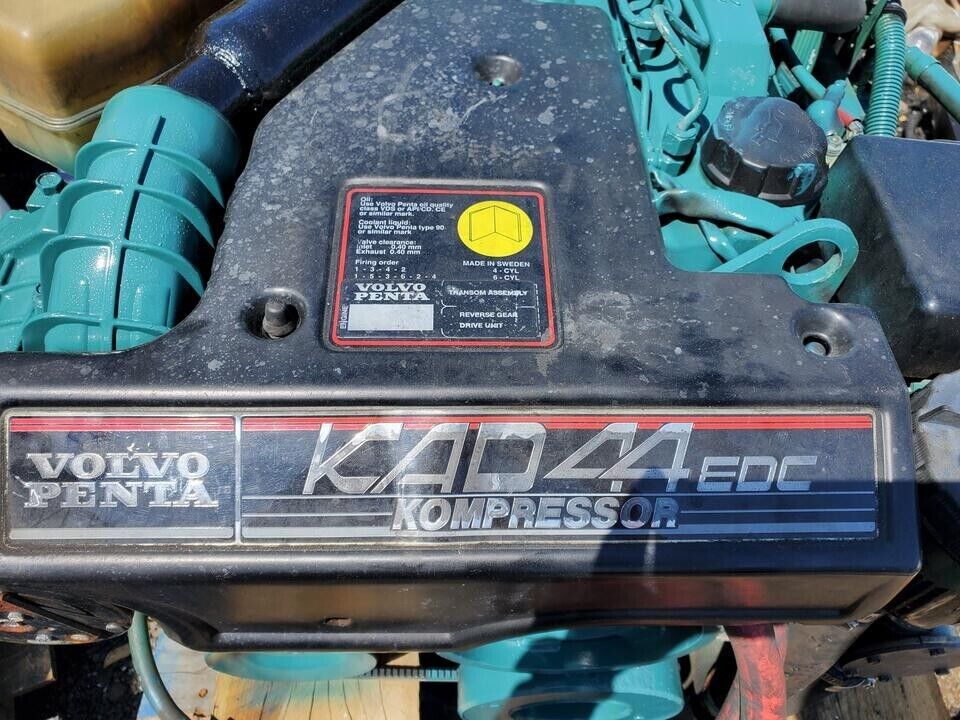 Oil:
Use Volvo Penta oil quality
class VDS or API/CD, CE
or similar mark.
Coolant liquid:
Use Volvo Penta type 90
or similar mark.
Valve clearance:
Inlet 0.40 mm
Exhaust 0.40 mm
Firing order
1 - 3 - 4 - 2
1 - 5 - 3 - 6 - 2 - 4
VOLVO
PENTA
ENGINE
MADE IN SWEDEN
4 - CYL
6 - CYL
TRANSOM ASSEMBLY
REVERSE GEAR
DRIVE UNIT
VOLVO
PENTA
KAD 44 EDC
KOMPRESSOR